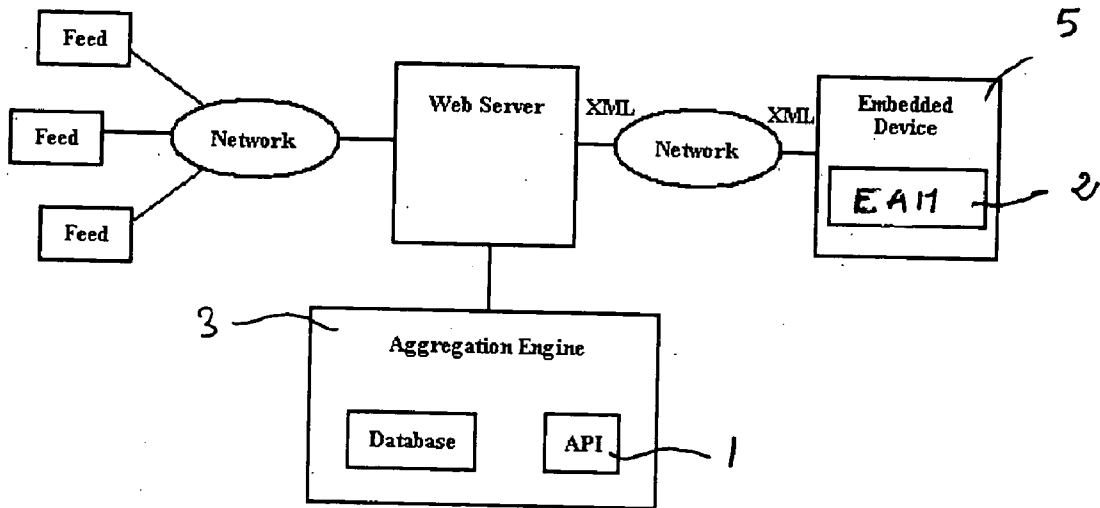 Feed
Feed
Feed
Network
Web Server
XML
Network
XML
Embedded
Device
EAM
5
2
3
Aggregation Engine
Database
API
1